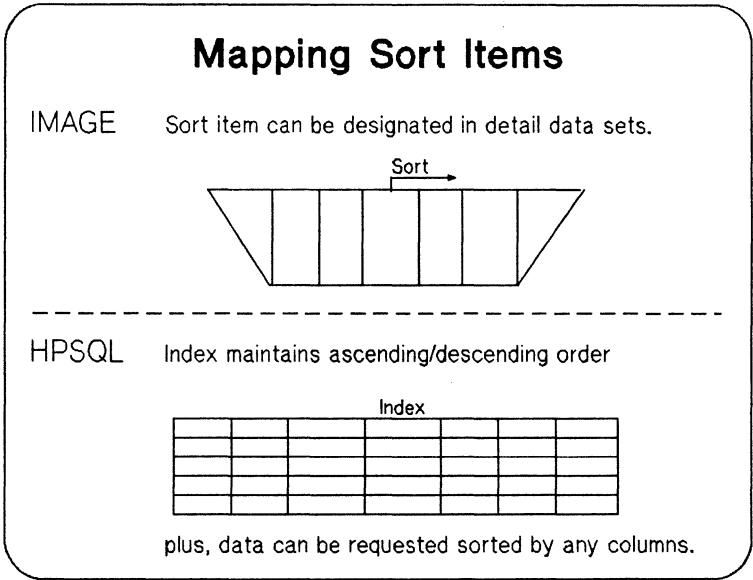 Mapping Sort Items
IMAGE Sort item can be designated in detail data sets.
Sort
HPSQL Index maintains ascending/descending order
Index
plus, data can be requested sorted by any columns.